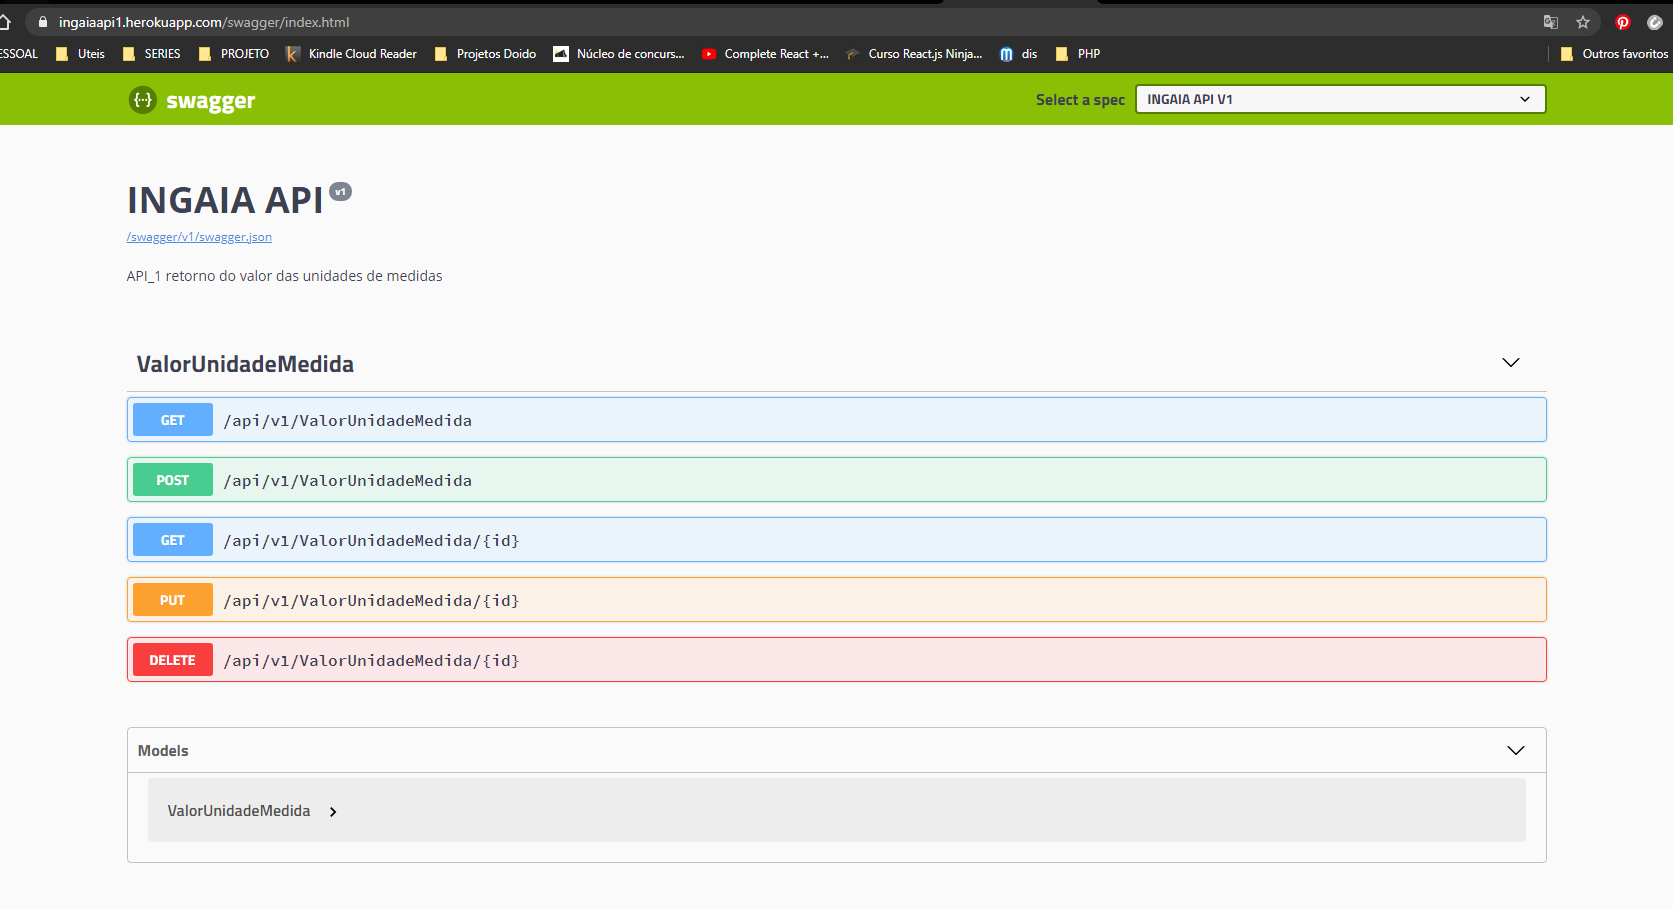 ingaiaapi1.herokuapp.com/swagger/index.html
ESSOAL Uteis SERIES PROJETO Kindle Cloud Reader Projetos Doido Núcleo de concurs... Complete React +... Curso React.js Ninja... dis PHP Outros favoritos
{··} swagger Select a spec INGAIA API V1
INGAIA API v1
/swagger/v1/swagger.json
API_1 retorno do valor das unidades de medidas
ValorUnidadeMedida
GET /api/v1/ValorUnidadeMedida
POST /api/v1/ValorUnidadeMedida
GET /api/v1/ValorUnidadeMedida/{id}
PUT /api/v1/ValorUnidadeMedida/{id}
DELETE /api/v1/ValorUnidadeMedida/{id}
Models
ValorUnidadeMedida